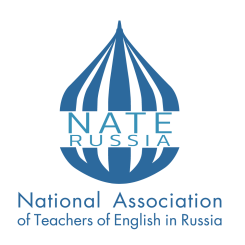 NATE
RUSSIA
National Association
of Teachers of English in Russia